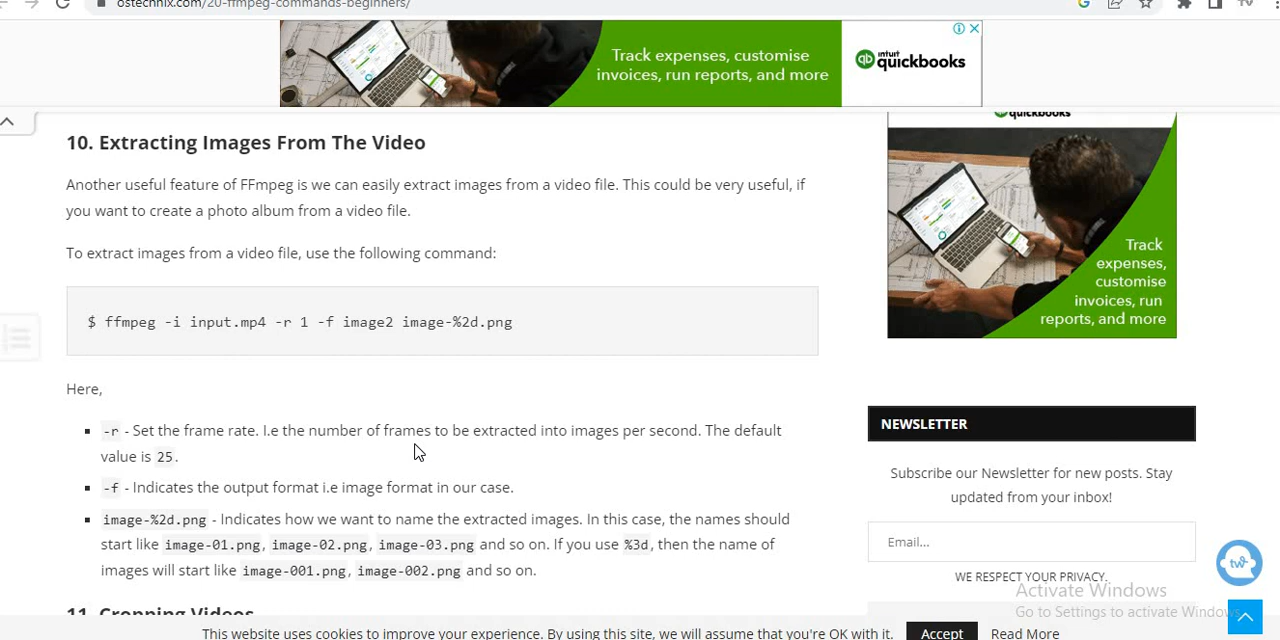 ostechnix.com/20-ffmpeg-commands-beginners/
Track expenses, customise
invoices, run reports, and more
intuit
quickbooks
10. Extracting Images From The Video
Another useful feature of FFmpeg is we can easily extract images from a video file. This could be very useful, if
you want to create a photo album from a video file.
To extract images from a video file, use the following command:
$ ffmpeg -i input.mp4 -r 1 -f image2 image-%2d.png
Here,
-r - Set the frame rate. I.e the number of frames to be extracted into images per second. The default
value is 25.
-f - Indicates the output format i.e image format in our case.
image-%2d.png - Indicates how we want to name the extracted images. In this case, the names should
start like image-01.png, image-02.png, image-03.png and so on. If you use %3d, then the name of
images will start like image-001.png, image-002.png and so on.
11. Cropping Videos
quickbooks
Track
expenses,
customise
invoices, run
reports, and more
NEWSLETTER
Subscribe our Newsletter for new posts. Stay
updated from your inbox!
Email...
WE RESPECT YOUR PRIVACY.
Activate Windows
Go to Settings to activate Windows.
This website uses cookies to improve your experience. By using this site, we will assume that you're OK with it.
Accept
Read More